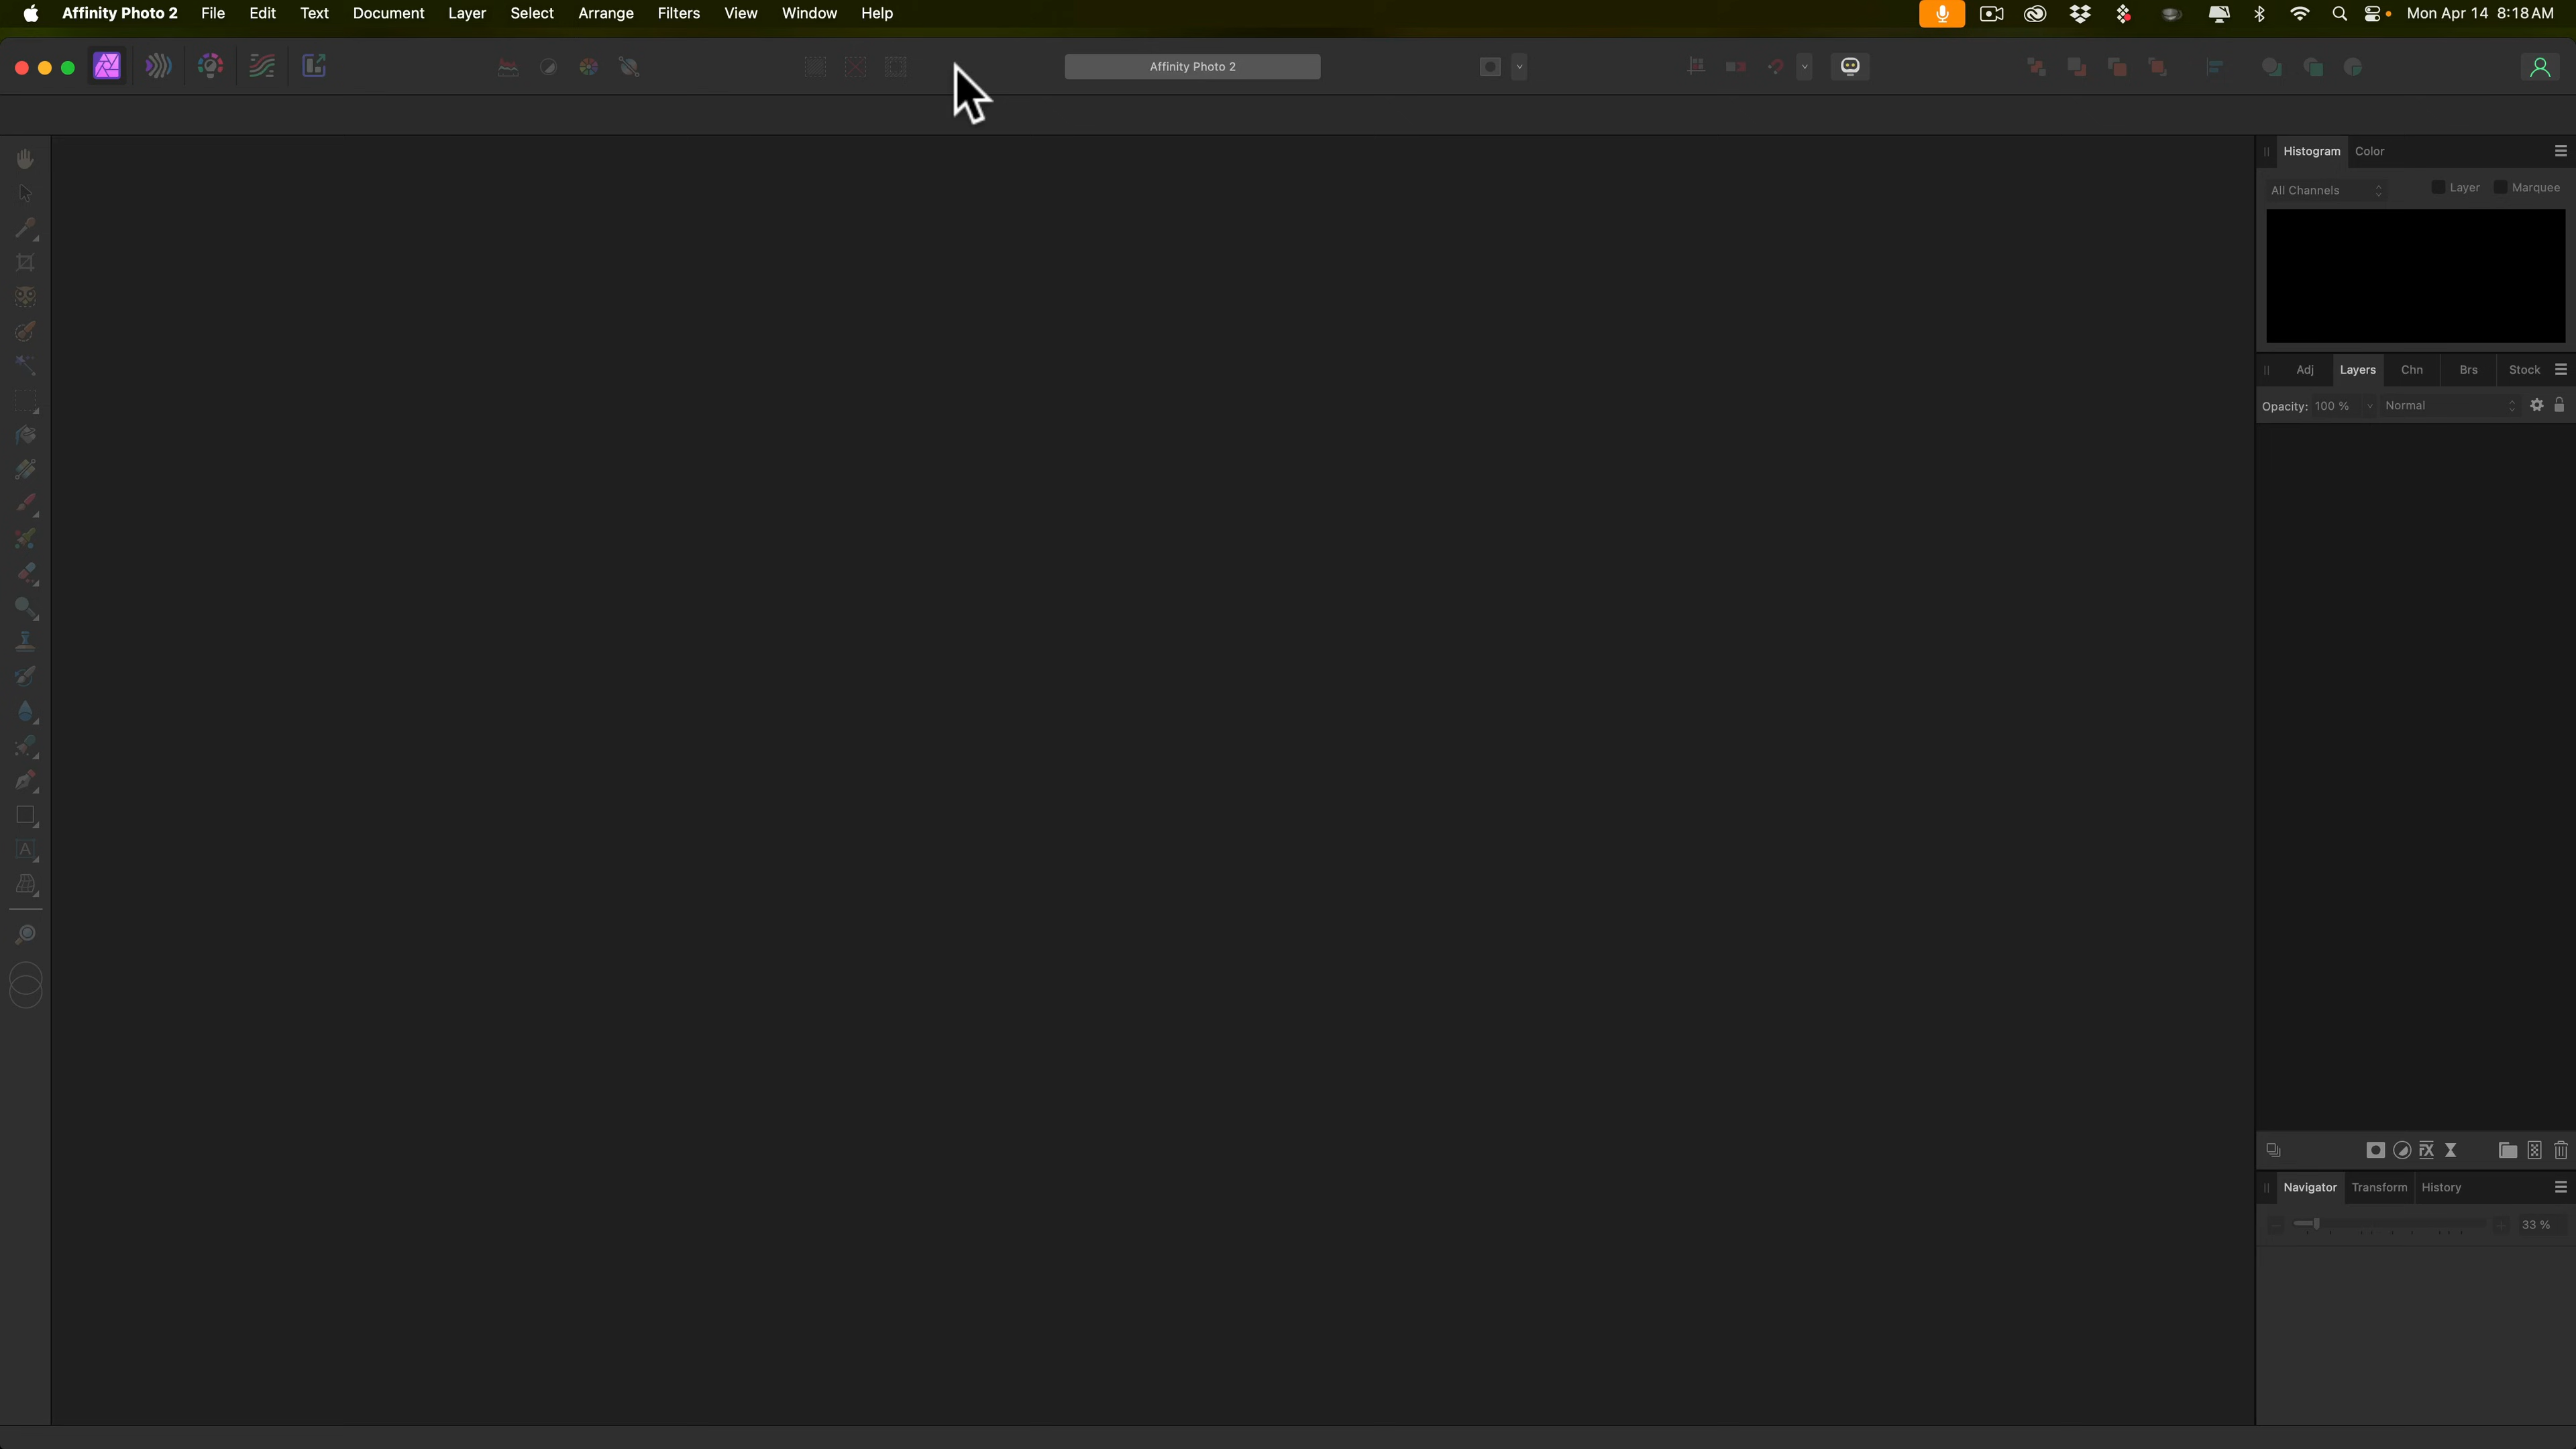 Affinity Photo 2 File Edit Text Document Layer Select Arrange Filters View Window Help Mon Apr 14 8:18 AM
Affinity Photo 2
Histogram Color
All Channels Layer Marquee
Adj Layers Chn Brs Stock
Opacity: 100 % Normal
FX
Navigator Transform History
33 %
A